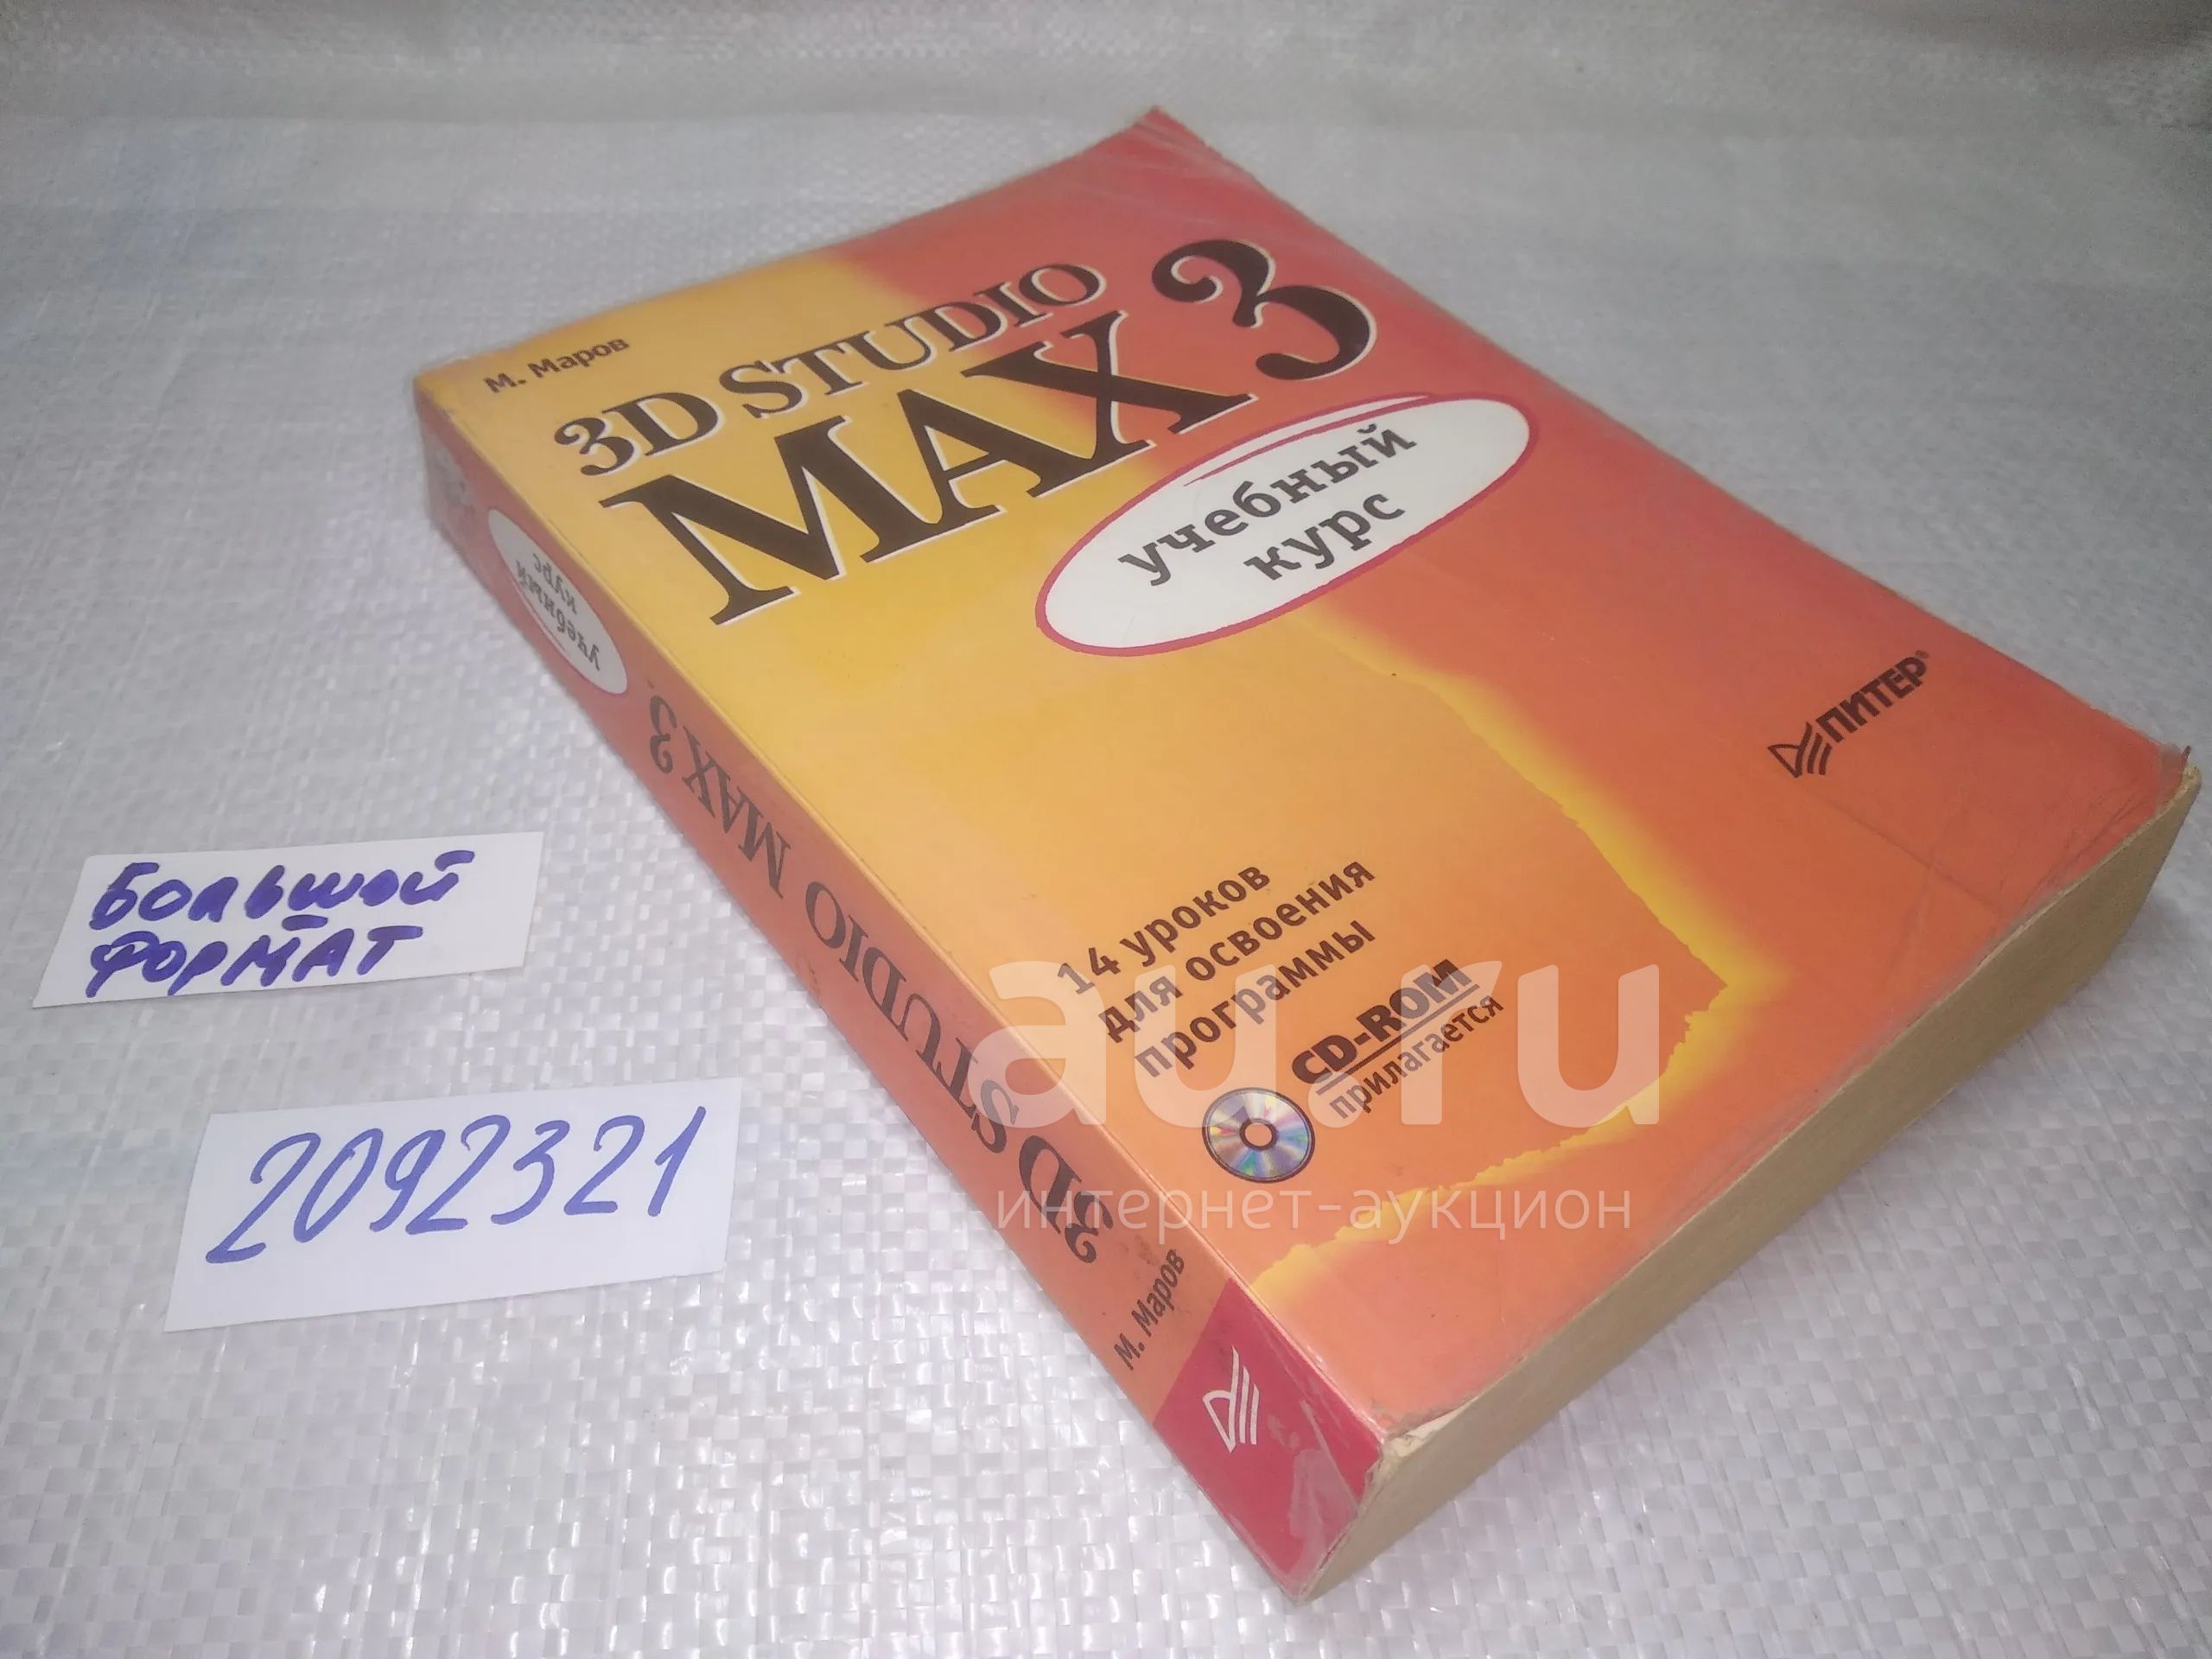 М. Маров
3D STUDIO
MAX 3
учебный
курс
ПИТЕР®
14 уроков
для освоения
программы
CD-ROM
прилагается
учебный
курс
3D STUDIO MAX 3
М. Маров
Большой
формат
2092321
au.ru
интернет-аукцион